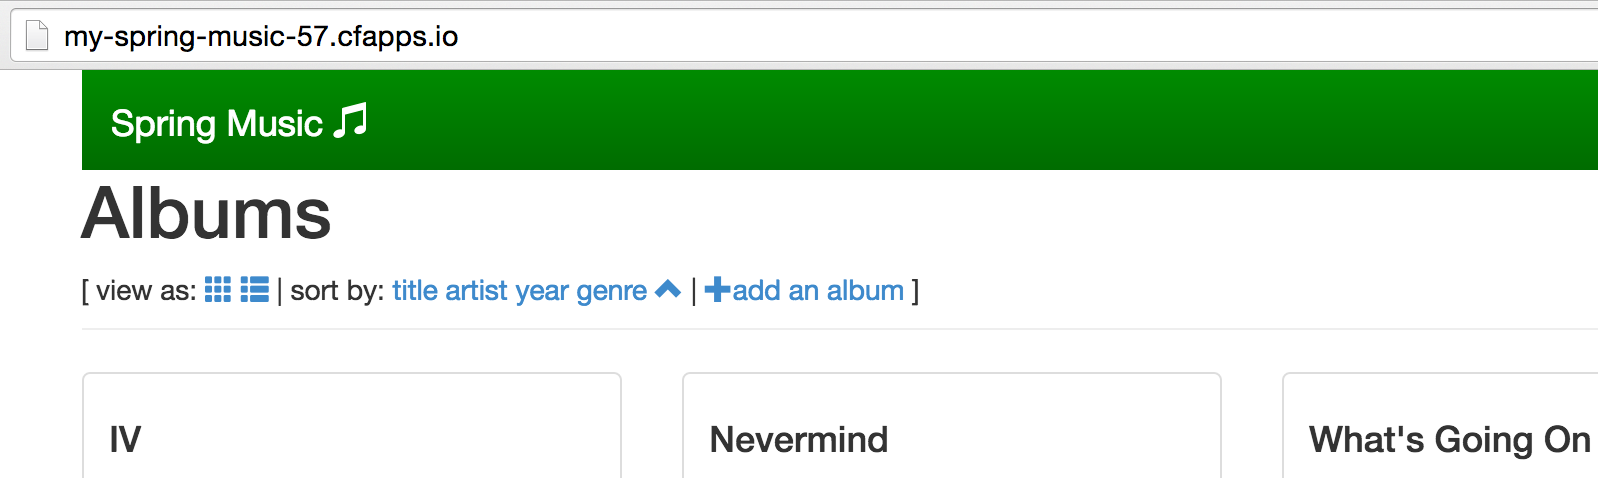 my-spring-music-57.cfapps.io
Spring Music
Albums
[ view as: | sort by: title artist year genre | add an album ]
IV
Nevermind
What's Going On